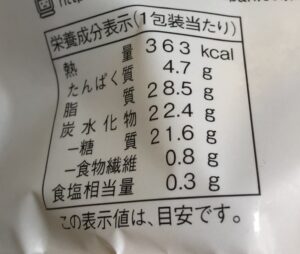 栄養成分表示(1包装当たり)
熱量 363 kcal
たんぱく質 4.7 g
脂質 28.5 g
炭水化物 22.4 g
-糖質 21.6 g
-食物繊維 0.8 g
食塩相当量 0.3 g
この表示値は、目安です。